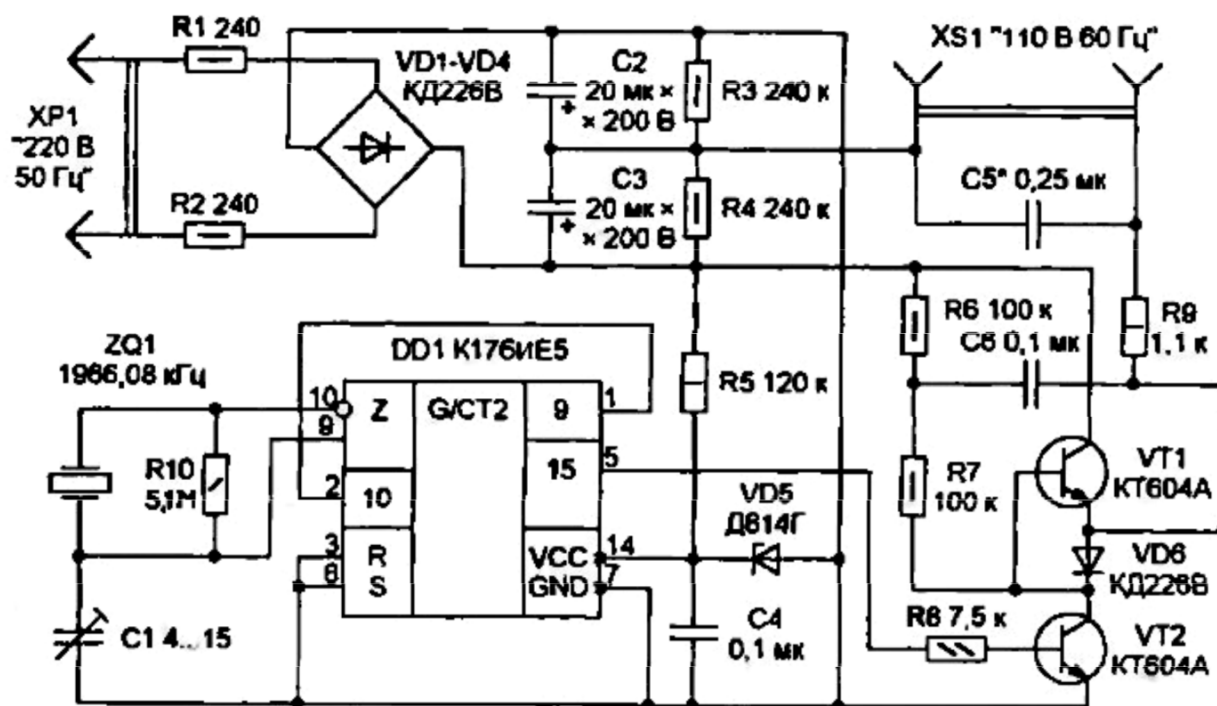 R1 240
XP1
"220 В
50 Гц"
R2 240
VD1-VD4
КД226В
C2
20 мк ×
× 200 В
+
R3 240 к
C3
20 мк ×
× 200 В
+
R4 240 к
XS1 "110 В 60 Гц"
C5* 0,25 мк
R6 100 к
C6 0,1 мк
R9
1,1 к
ZQ1
1966,08 кГц
DD1 К176ИЕ5
R5 120 к
10
Z
G/CT2
9
1
9
15
5
R10
5,1М
2
10
VD5
Д814Г
R7
100 к
VT1
КТ604А
3
R
VCC
14
6
S
GND
7
VD6
КД226В
C1 4...15
C4
0,1 мк
R8 7,5 к
VT2
КТ604А